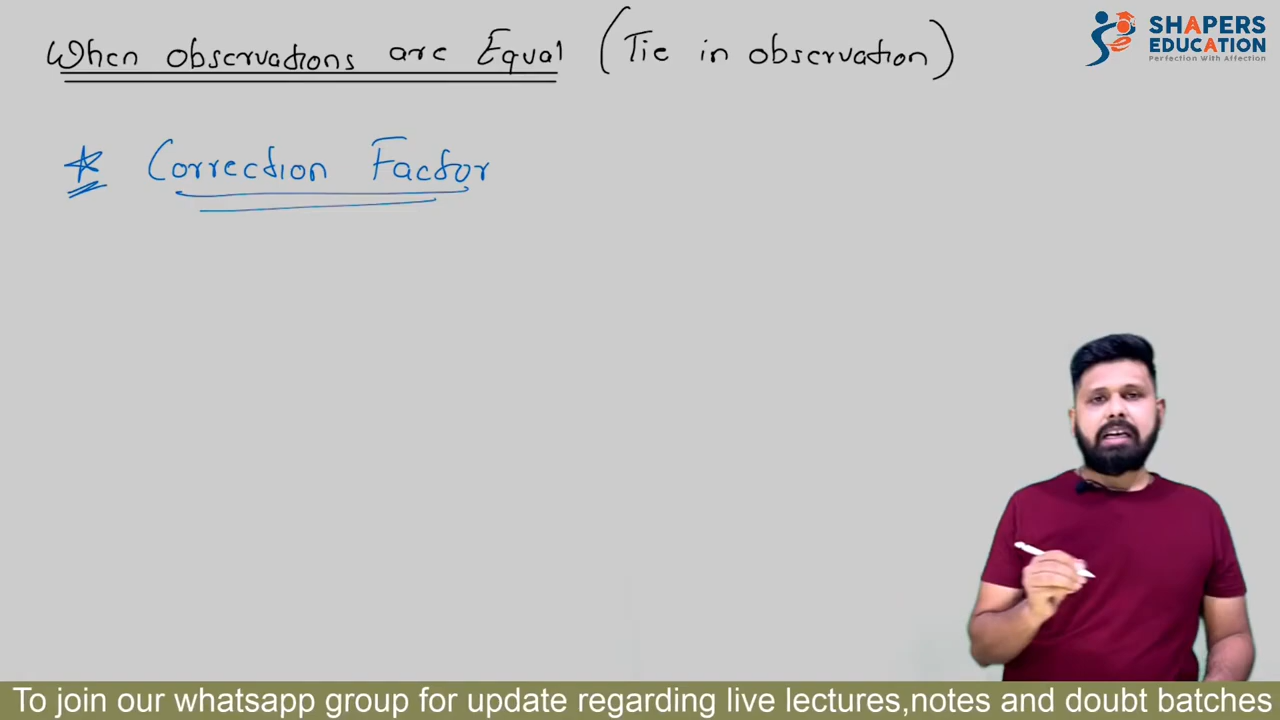 When observations are Equal (Tie in observation)
SHAPERS
EDUCATION
Perfection With Affection
* Correction Factor
To join our whatsapp group for update regarding live lectures,notes and doubt batches